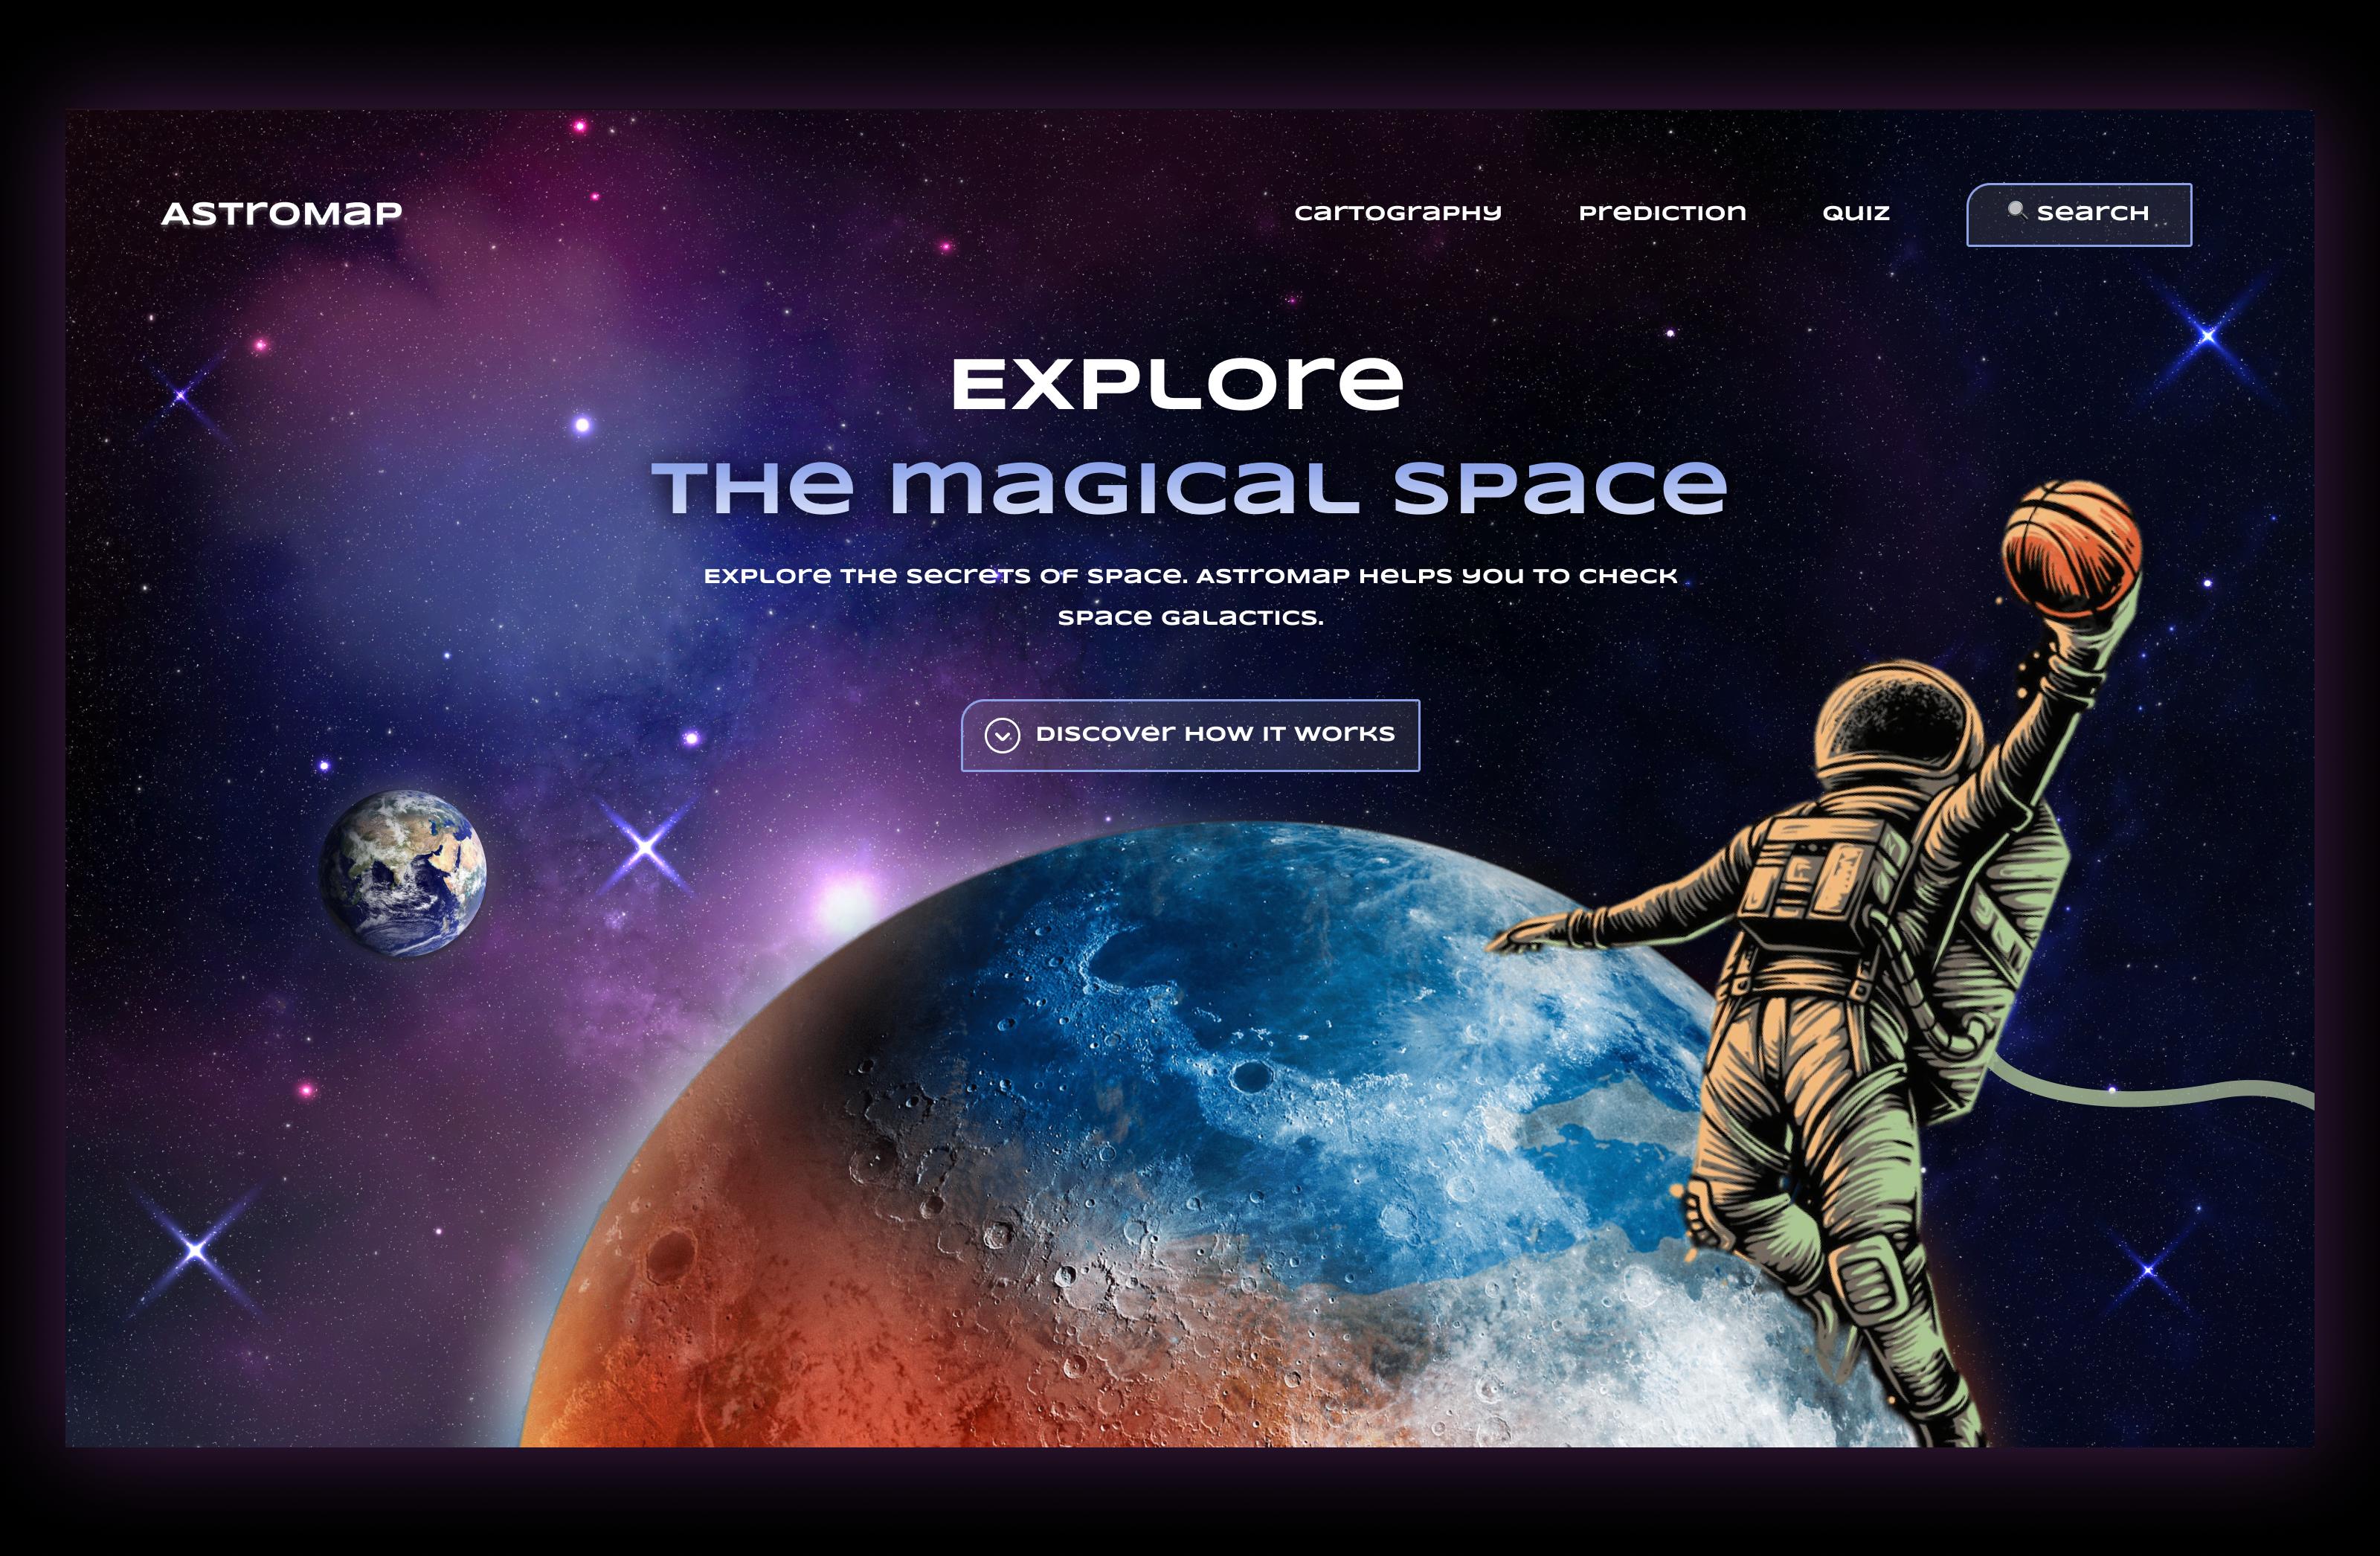 ASTROMAP
CARTOGRAPHY PREDICTION QUIZ SEARCH
EXPLORE
THE MAGICAL SPACE
EXPLORE THE SECRETS OF SPACE. ASTROMAP HELPS YOU TO CHECK
SPACE GALACTICS.
DISCOVER HOW IT WORKS